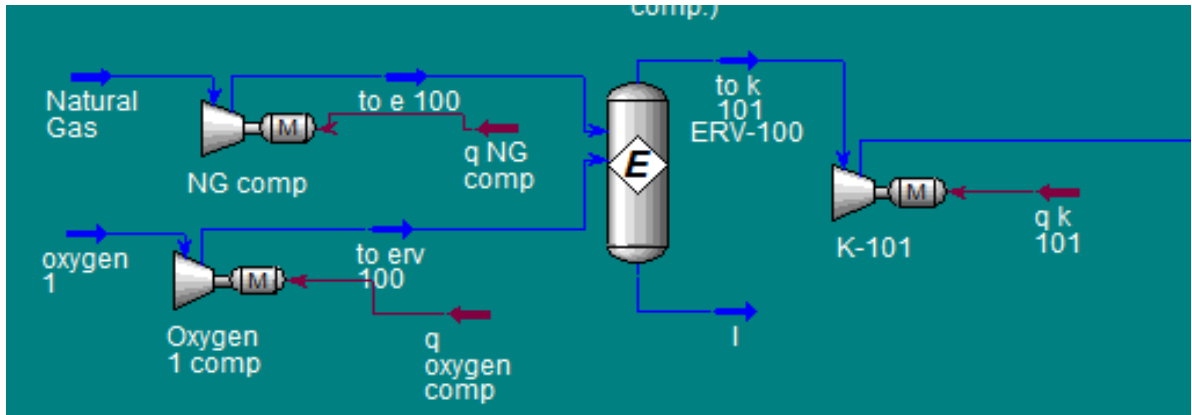 comp.)
Natural
Gas
M
NG comp
to e 100
q NG
comp
E
to k
101
ERV-100
M
K-101
q k
101
oxygen
1
M
Oxygen
1 comp
to erv
100
q
oxygen
comp
l